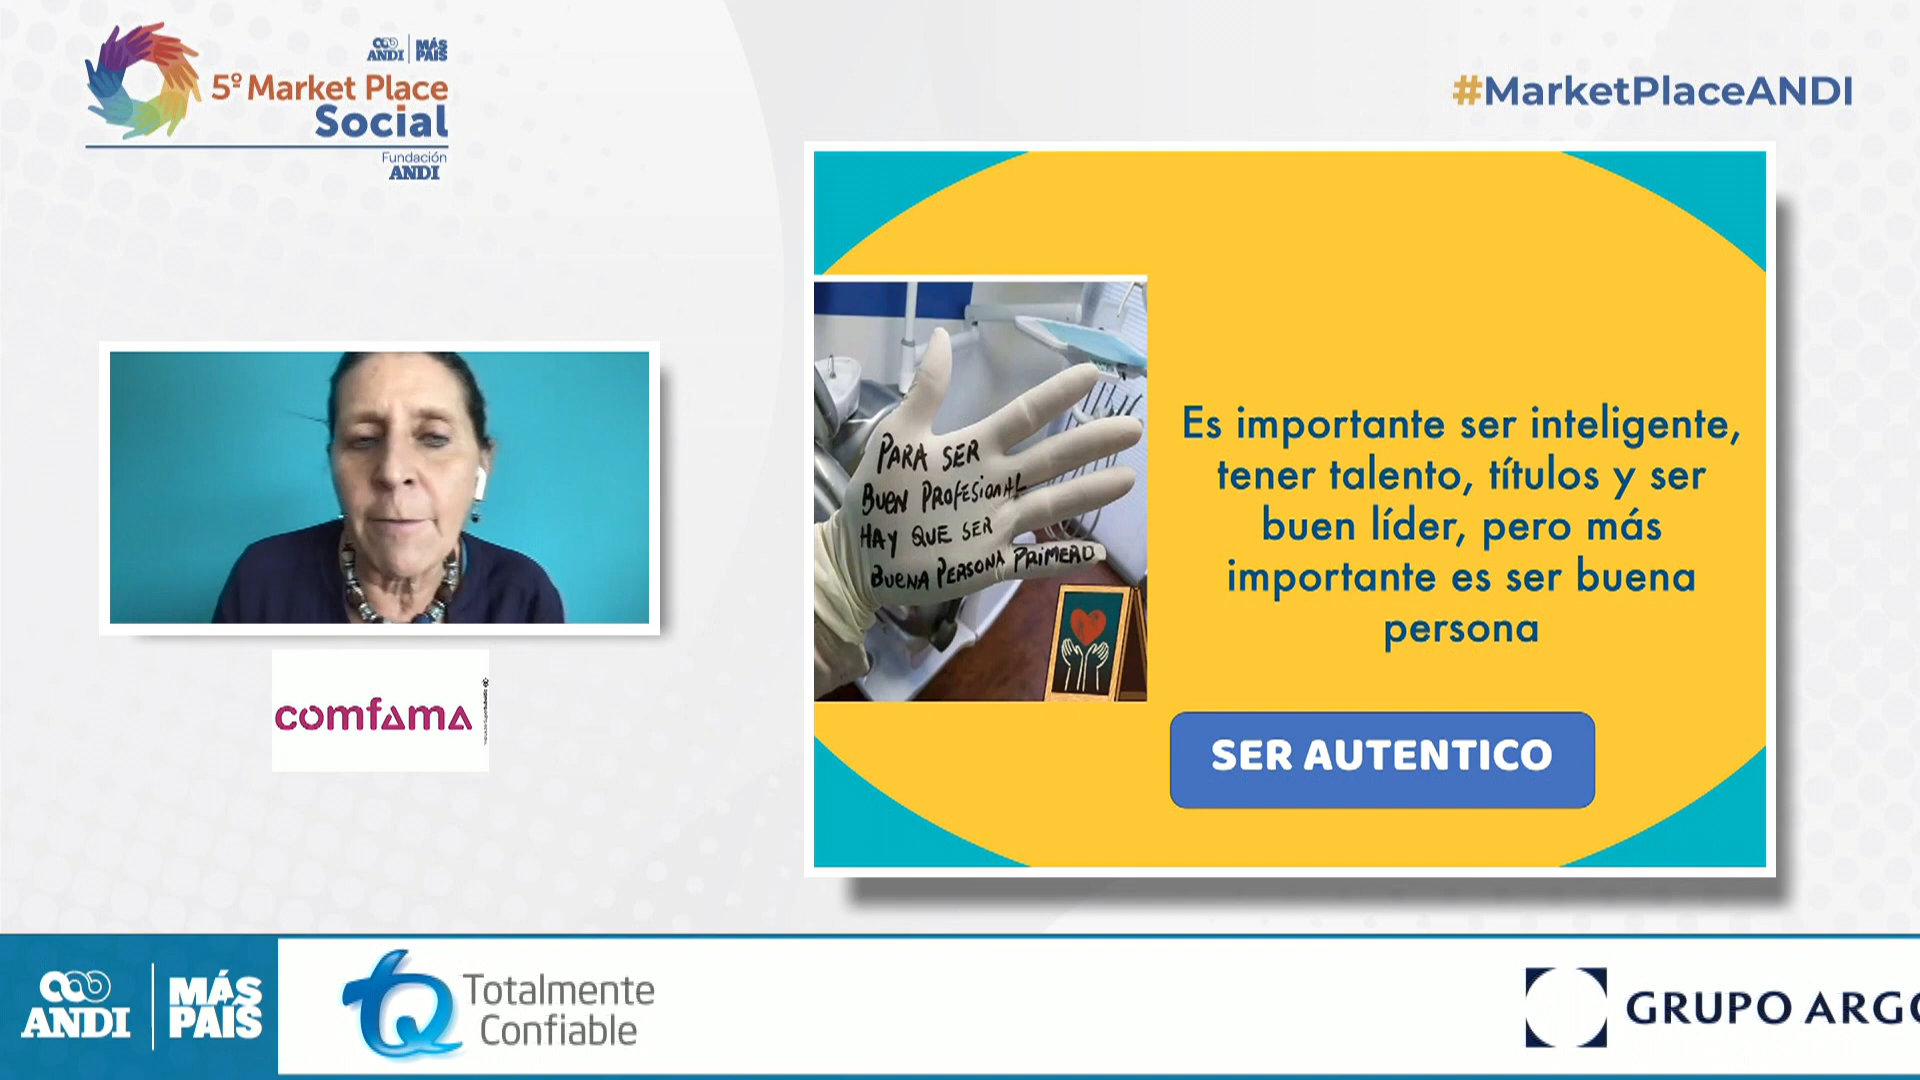 ANDI
MÁS
PAÍS
5º Market Place
Social
Fundación
ANDI
#MarketPlaceANDI
PARA SER
BUEN PROFESIONAL
HAY QUE SER
BUENA PERSONA PRIMERO
Es importante ser inteligente,
tener talento, títulos y ser
buen líder, pero más
importante es ser buena
persona
SER AUTENTICO
comfama
ANDI
MÁS
PAÍS
Totalmente
Confiable
GRUPO ARGO